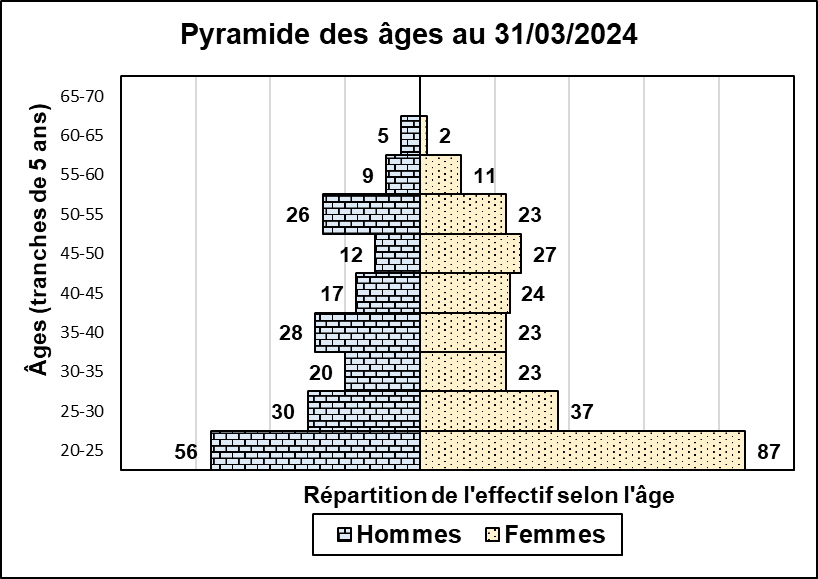 Pyramide des âges au 31/03/2024
Âges (tranches de 5 ans)
65-70
60-65 5 2
55-60 9 11
50-55 26 23
45-50 12 27
40-45 17 24
35-40 28 23
30-35 20 23
25-30 30 37
20-25 56 87
Répartition de l'effectif selon l'âge
Hommes Femmes